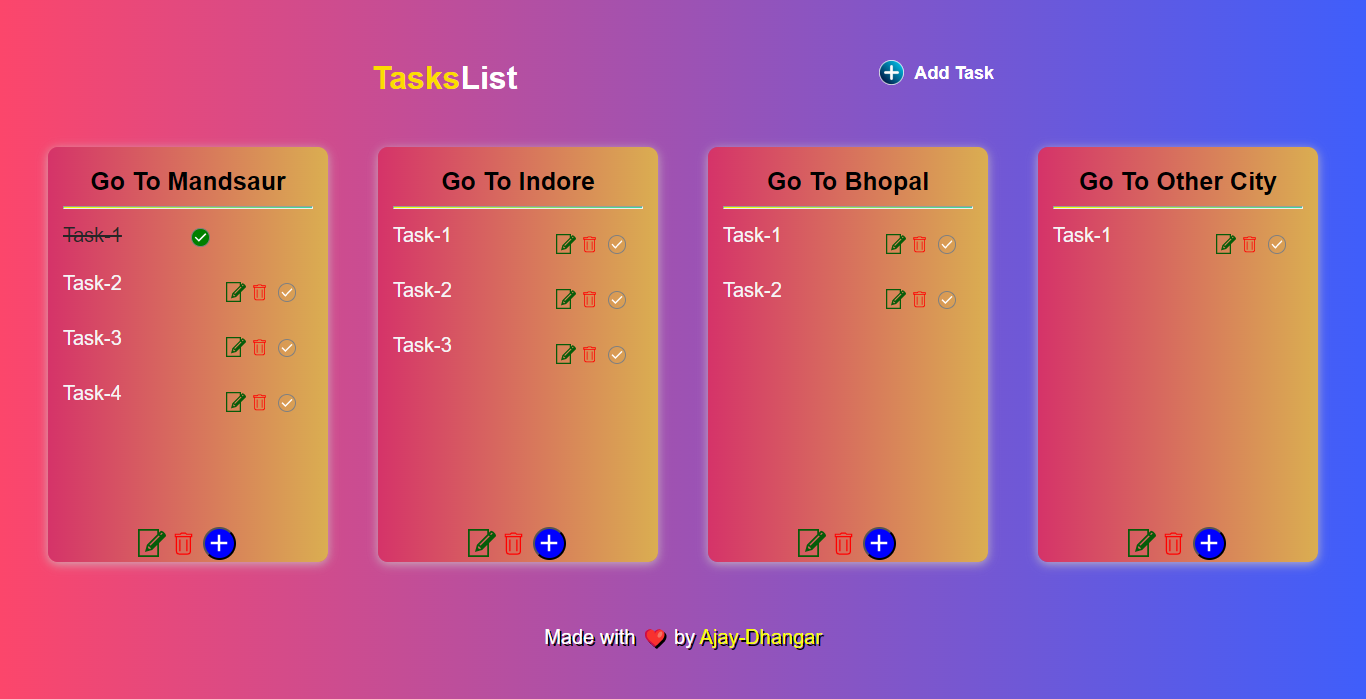 TasksList
Add Task
Go To Mandsaur
Task-1
Task-2
Task-3
Task-4
Go To Indore
Task-1
Task-2
Task-3
Go To Bhopal
Task-1
Task-2
Go To Other City
Task-1
Made with ❤️ by Ajay-Dhangar